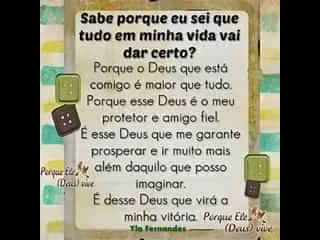 Sabe porque eu sei que
tudo em minha vida vai
dar certo?
Porque o Deus que está
comigo é maior que tudo.
Porque esse Deus é o meu
protetor e amigo fiel.
É esse Deus que me garante
prosperar e ir muito mais
além daquilo que posso
imaginar.
É desse Deus que virá a
minha vitória.
Yla Fernandes
Porque Ele
(Deus) vive
Porque Ele
(Deus) vive